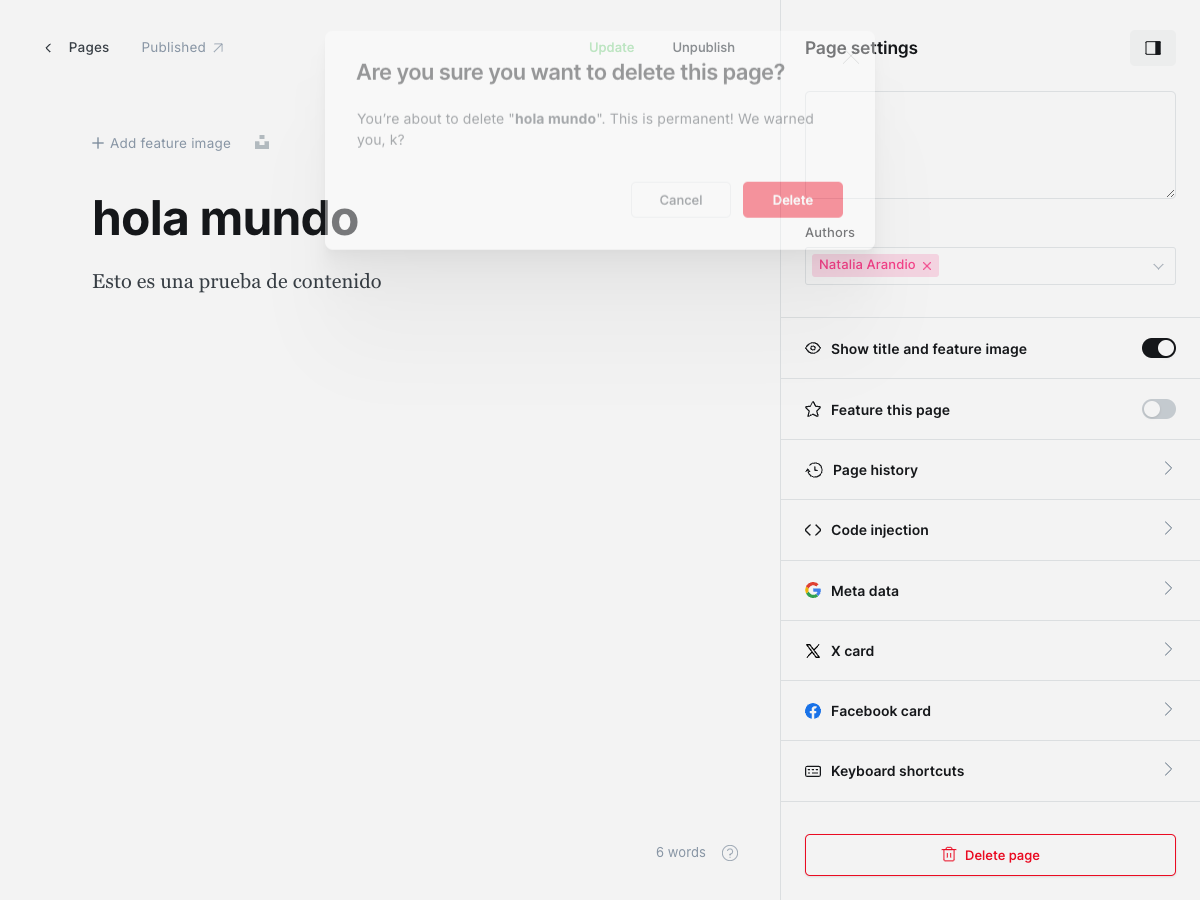 Pages
Published
Update
Unpublish
Page settings
Are you sure you want to delete this page?
You're about to delete "hola mundo". This is permanent! We warned
you, k?
Cancel
Delete
Add feature image
hola mundo
Esto es una prueba de contenido
Authors
Natalia Arandio
Show title and feature image
Feature this page
Page history
Code injection
Meta data
X card
Facebook card
Keyboard shortcuts
6 words
?
Delete page